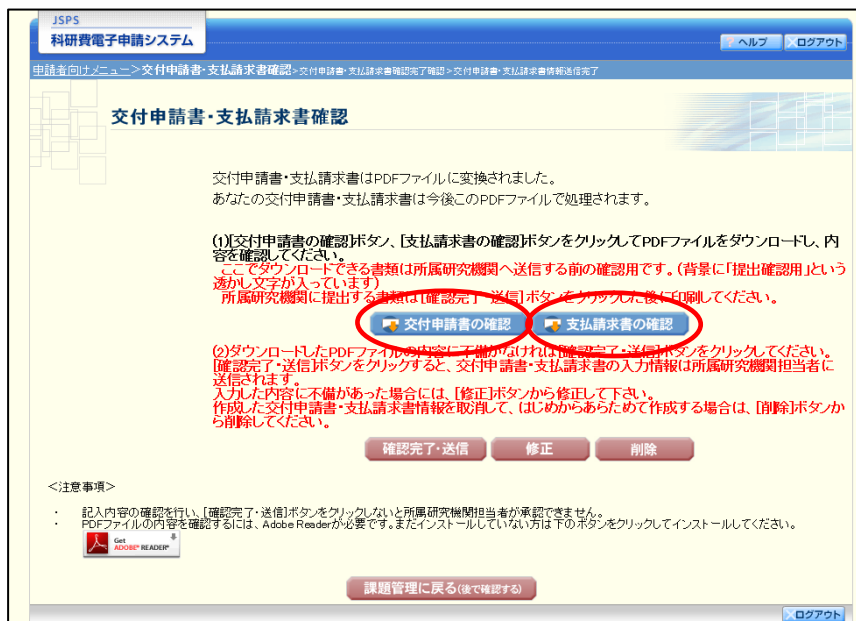 JSPS
科研費電子申請システム
? ヘルプ
×ログアウト
申請者向けメニュー>交付申請書・支払請求書確認>交付申請書・支払請求書確認完了確認>交付申請書・支払請求書情報送信完了
交付申請書・支払請求書確認
交付申請書・支払請求書はPDFファイルに変換されました。
あなたの交付申請書・支払請求書は今後このPDFファイルで処理されます。
(1)[交付申請書の確認]ボタン、[支払請求書の確認]ボタンをクリックしてPDFファイルをダウンロードし、内
容を確認してください。
ここでダウンロードできる書類は所属研究機関へ送信する前の確認用です。(背景に「提出確認用」という
透かし文字が入っています)
所属研究機関に提出する書類は[確認完了・送信]ボタンをクリックした後に印刷してください。
交付申請書の確認
支払請求書の確認
(2)ダウンロードしたPDFファイルの内容に不備がなければ[確認完了・送信]ボタンをクリックしてください。
[確認完了・送信]ボタンをクリックすると、交付申請書・支払請求書の入力情報は所属研究機関担当者に
送信されます。
入力した内容に不備があった場合には、[修正]ボタンから修正して下さい。
作成した交付申請書・支払請求書情報を取消して、はじめからあらためて作成する場合は、[削除]ボタンか
ら削除してください。
確認完了・送信
修正
削除
<注意事項>
・ 記入内容の確認を行い、[確認完了・送信]ボタンをクリックしないと所属研究機関担当者が承認できません。
・ PDFファイルの内容を確認するには、Adobe Readerが必要です。まだインストールしていない方は下のボタンをクリックしてインストールしてください。
Get
ADOBE® READER®
課題管理に戻る(後で確認する)
×ログアウト